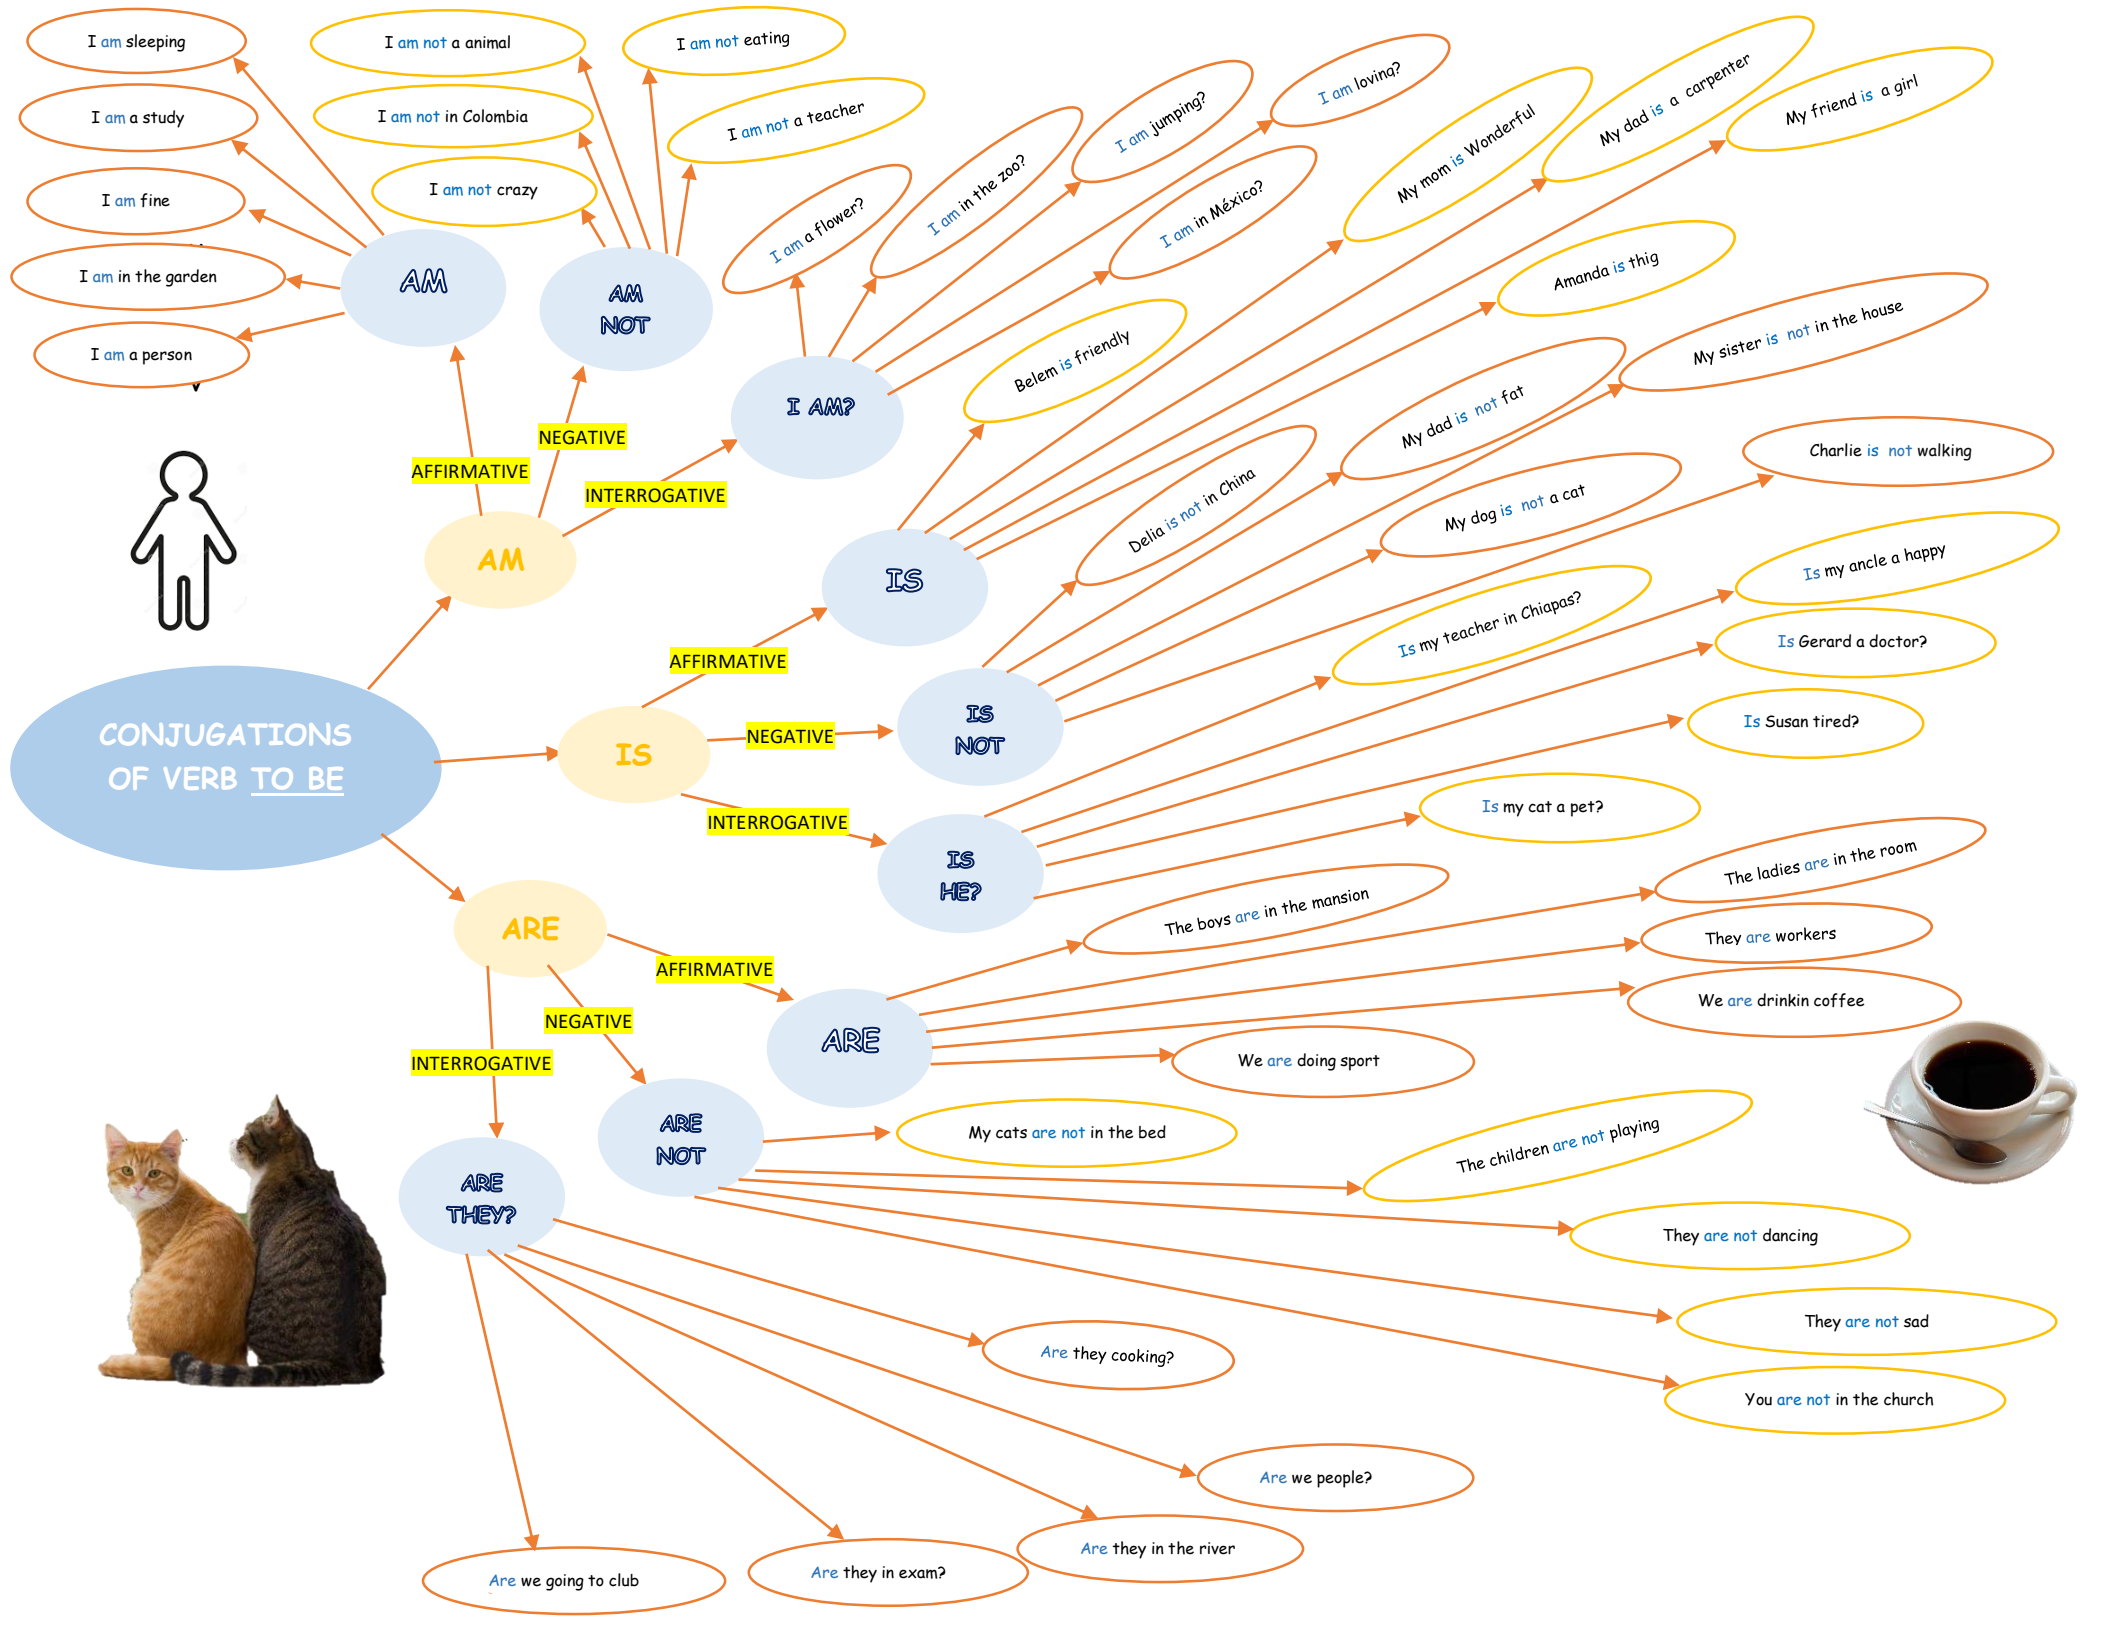 I am sleeping
I am a study
I am fine
I am in the garden
I am a person
I am not a animal
I am not in Colombia
I am not crazy
I am not eating
I am not a teacher
I am a flower?
I am in the zoo?
I am jumping?
I am loving?
I am in México?
AM
AM
NOT
I AM?
AFFIRMATIVE
NEGATIVE
INTERROGATIVE
AM
CONJUGATIONS
OF VERB TO BE
Belem is friendly
My mom is Wonderful
My dad is a carpenter
My friend is a girl
Amanda is thig
IS
Delia is not in China
My dad is not fat
My sister is not in the house
My dog is not a cat
Charlie is not walking
IS
NOT
Is my teacher in Chiapas?
Is my ancle a happy
Is Gerard a doctor?
Is Susan tired?
Is my cat a pet?
IS
HE?
AFFIRMATIVE
NEGATIVE
INTERROGATIVE
IS
ARE
AFFIRMATIVE
NEGATIVE
INTERROGATIVE
ARE
The boys are in the mansion
The ladies are in the room
They are workers
We are drinkin coffee
We are doing sport
ARE
NOT
My cats are not in the bed
The children are not playing
They are not dancing
They are not sad
You are not in the church
ARE
THEY?
Are they cooking?
Are we people?
Are they in the river
Are they in exam?
Are we going to club